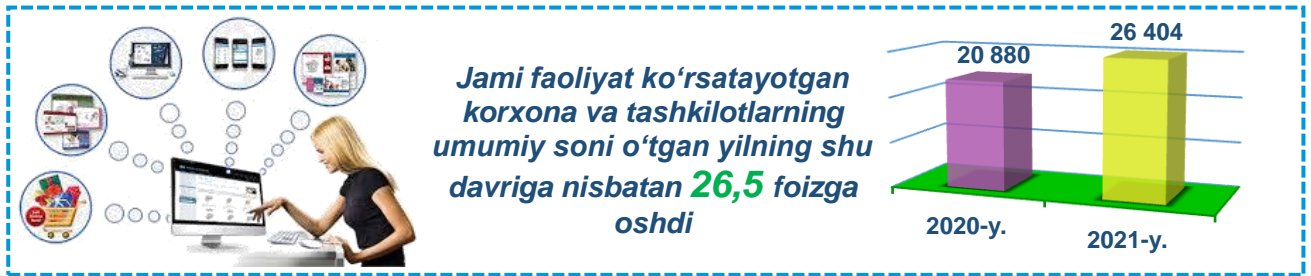 Jami faoliyat ko‘rsatayotgan
korxona va tashkilotlarning
umumiy soni o‘tgan yilning shu
davriga nisbatan 26,5 foizga
oshdi
20 880
26 404
2020-y.
2021-y.